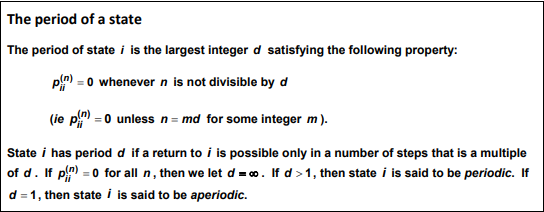 The period of a state
The period of state i is the largest integer d satisfying the following property:
p_{ii}^{(n)} = 0 whenever n is not divisible by d
(ie p_{ii}^{(n)} = 0 unless n = md for some integer m ).
State i has period d if a return to i is possible only in a number of steps that is a multiple
of d . If p_{ii}^{(n)} = 0 for all n , then we let d = ∞ . If d > 1 , then state i is said to be periodic. If
d = 1 , then state i is said to be aperiodic.